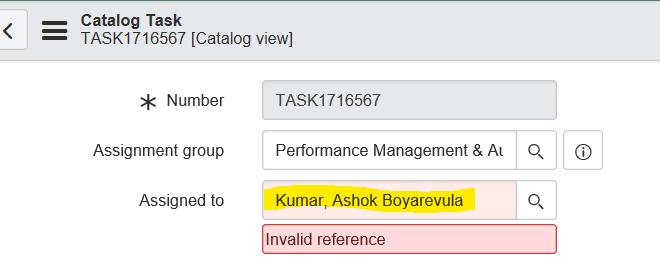 Catalog Task
TASK1716567 [Catalog view]
Number TASK1716567
Assignment group Performance Management & Au
Assigned to Kumar, Ashok Boyarevula
Invalid reference